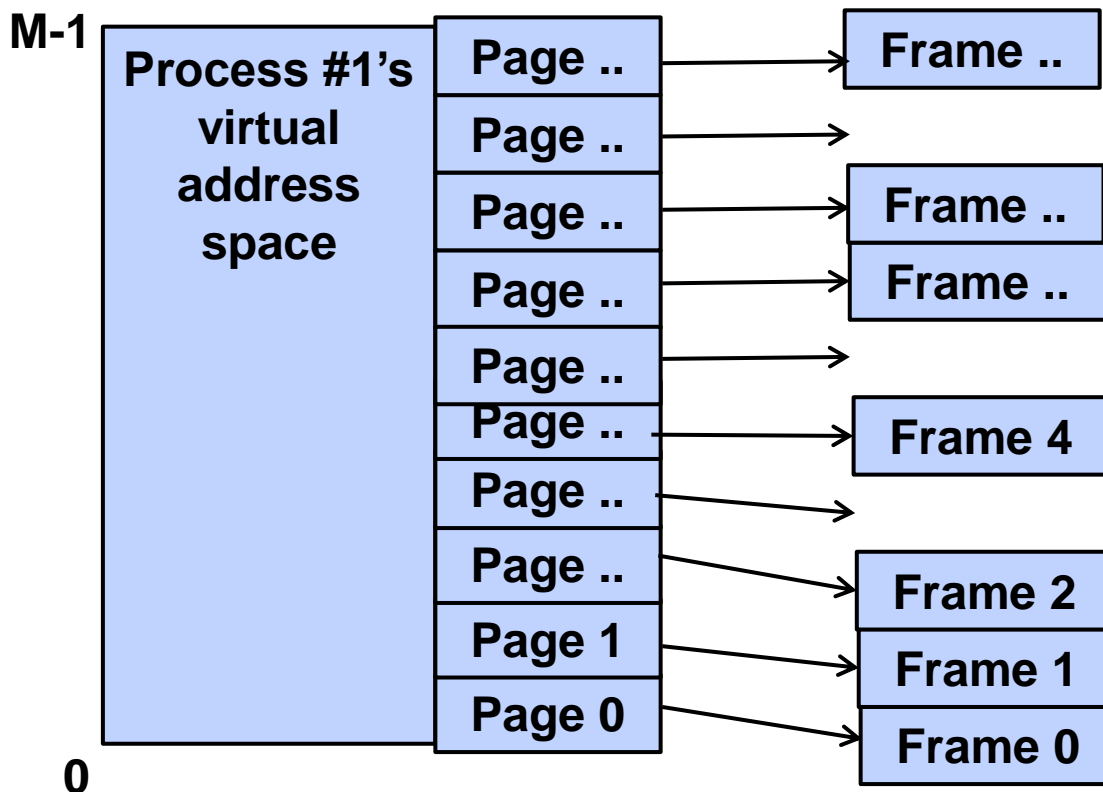 M-1
Process #1's
virtual
address
space
0
Page ..
Page ..
Page ..
Page ..
Page ..
Page ..
Page ..
Page ..
Page 1
Page 0
Frame ..
Frame ..
Frame ..
Frame 4
Frame 2
Frame 1
Frame 0